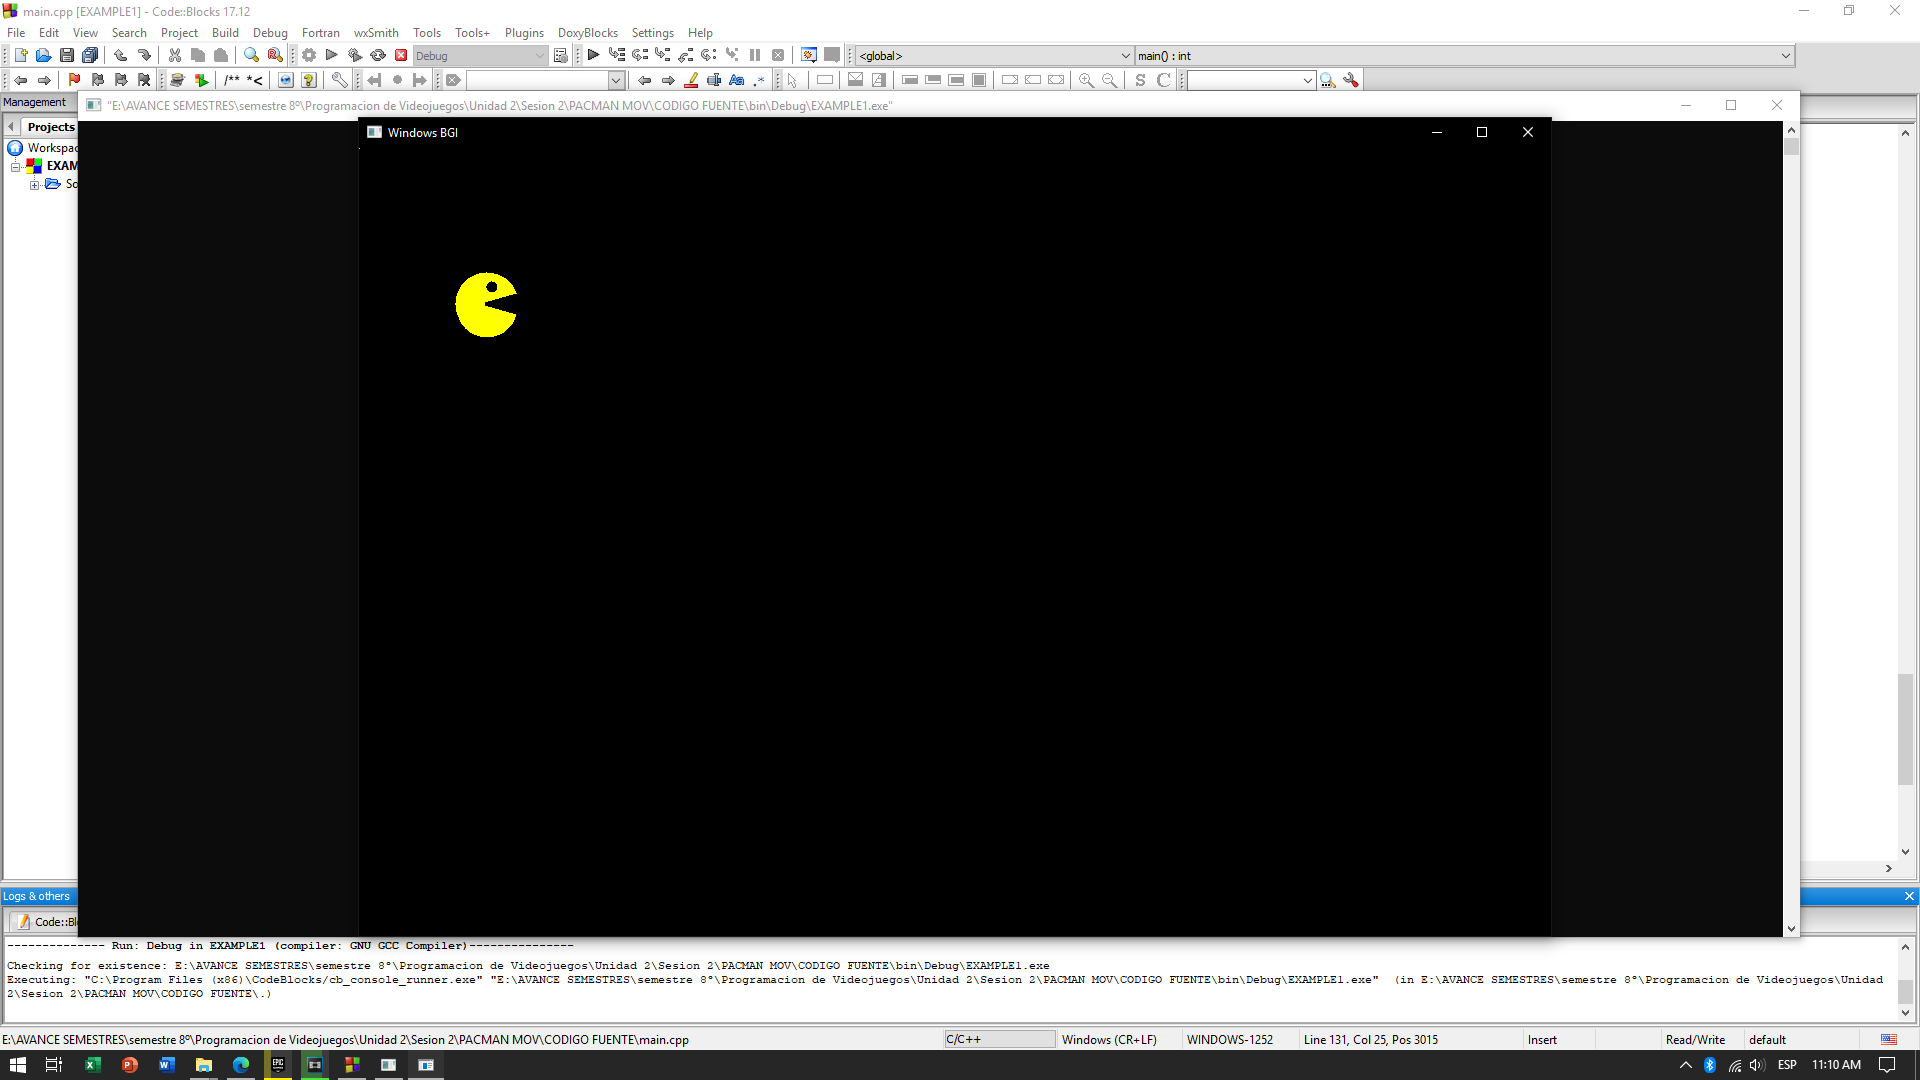 main.cpp [EXAMPLE1] - Code::Blocks 17.12
File Edit View Search Project Build Debug Fortran wxSmith Tools Tools+ Plugins DoxyBlocks Settings Help
Debug <global> main() : int
/** *<
Management
"E:\AVANCE SEMESTRES\semestre 8º\Programacion de Videojuegos\Unidad 2\Sesion 2\PACMAN MOV\CODIGO FUENTE\bin\Debug\EXAMPLE1.exe"
Projects
Windows BGI
Workspac
EXAM
So
Logs & others
Code::Bl
--------------- Run: Debug in EXAMPLE1 (compiler: GNU GCC Compiler)---------------
Checking for existence: E:\AVANCE SEMESTRES\semestre 8º\Programacion de Videojuegos\Unidad 2\Sesion 2\PACMAN MOV\CODIGO FUENTE\bin\Debug\EXAMPLE1.exe
Executing: "C:\Program Files (x86)\CodeBlocks/cb_console_runner.exe" "E:\AVANCE SEMESTRES\semestre 8º\Programacion de Videojuegos\Unidad 2\Sesion 2\PACMAN MOV\CODIGO FUENTE\bin\Debug\EXAMPLE1.exe" (in E:\AVANCE SEMESTRES\semestre 8º\Programacion de Videojuegos\Unidad
2\Sesion 2\PACMAN MOV\CODIGO FUENTE\.)
E:\AVANCE SEMESTRES\semestre 8º\Programacion de Videojuegos\Unidad 2\Sesion 2\PACMAN MOV\CODIGO FUENTE\main.cpp C/C++ Windows (CR+LF) WINDOWS-1252 Line 131, Col 25, Pos 3015 Insert Read/Write default
ESP 11:10 AM